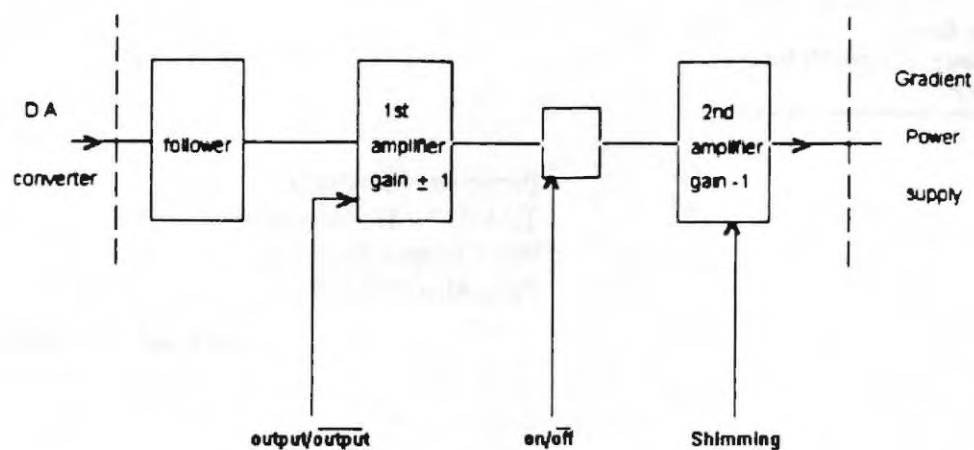 D A
converter
follower
1st
amplifier
gain ± 1
2nd
amplifier
gain -1
Gradient
Power
supply
output/output
on/off
Shimming